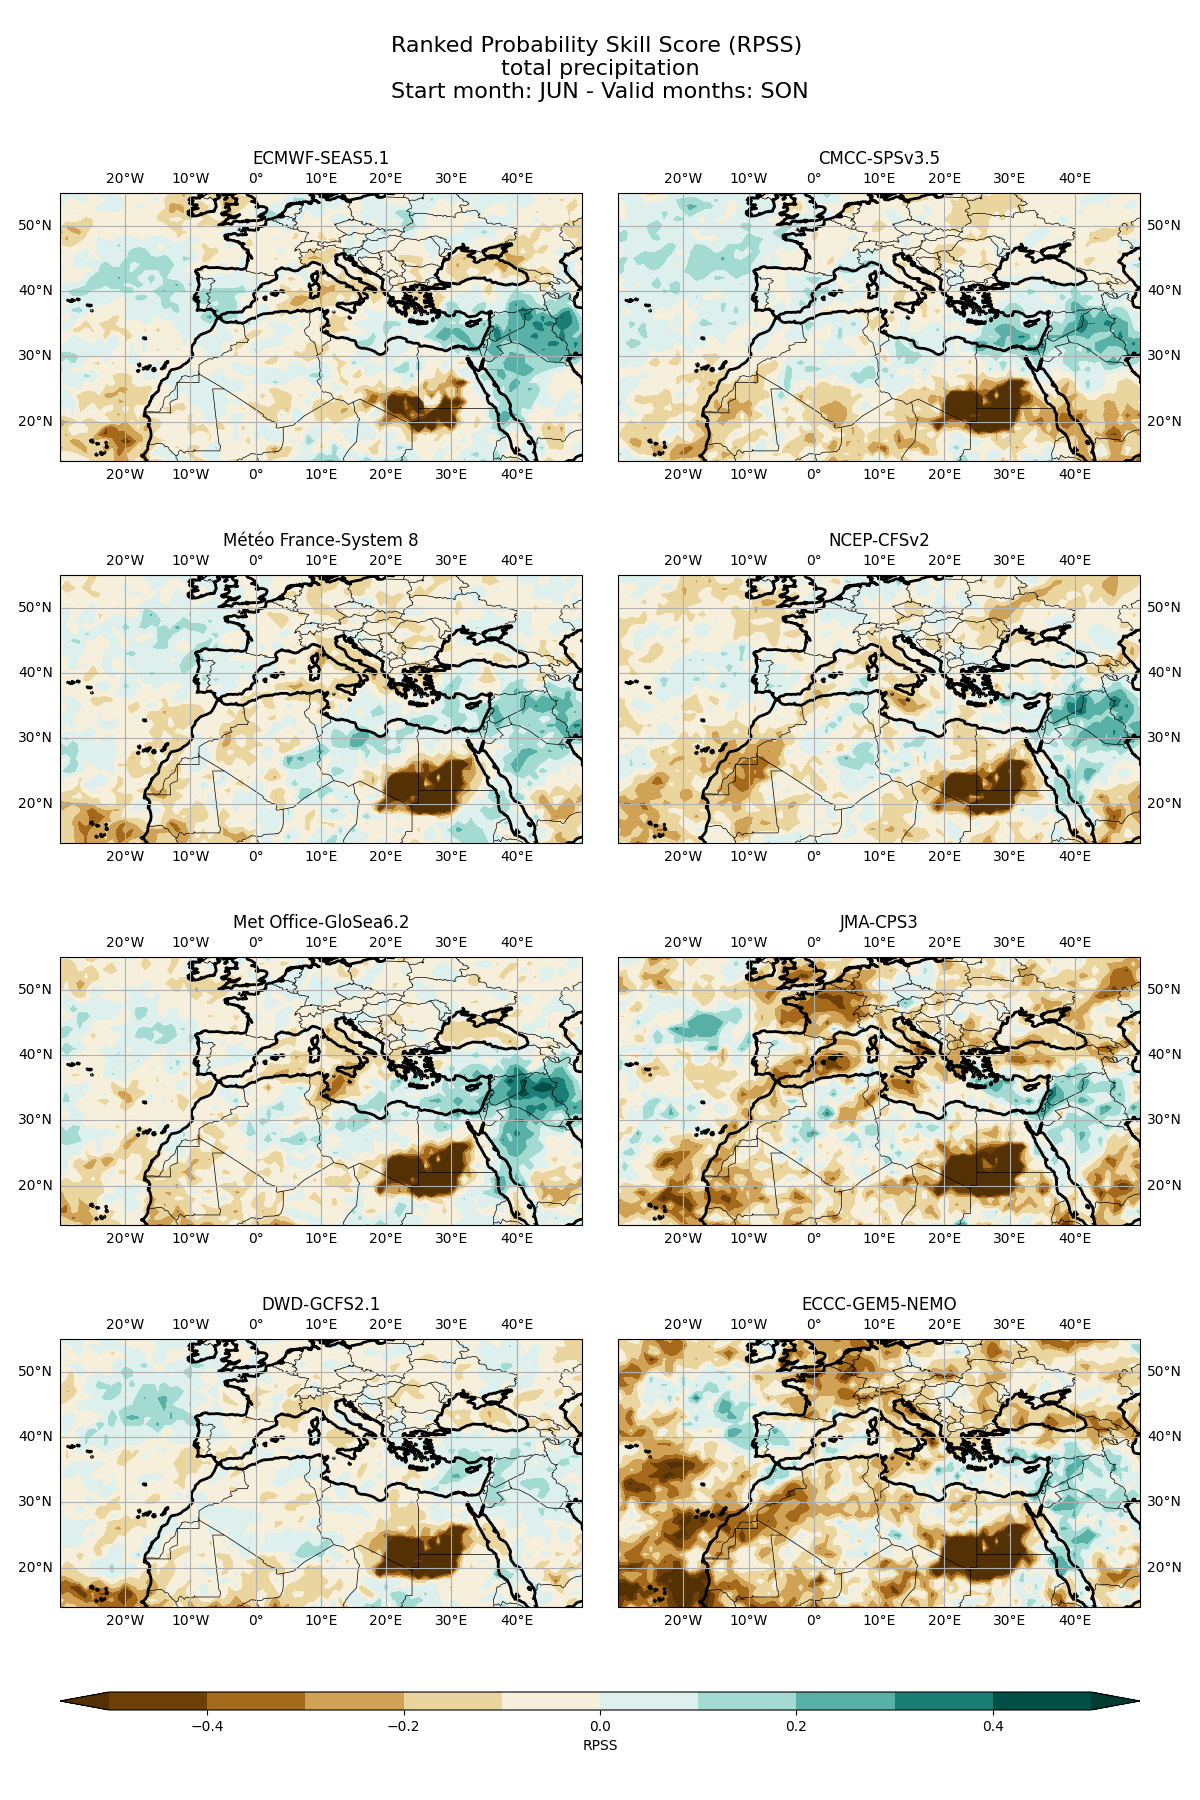 Ranked Probability Skill Score (RPSS)
total precipitation
Start month: JUN - Valid months: SON
ECMWF-SEAS5.1
20°W 10°W 0° 10°E 20°E 30°E 40°E
50°N
40°N
30°N
20°N
20°W 10°W 0° 10°E 20°E 30°E 40°E
CMCC-SPSv3.5
20°W 10°W 0° 10°E 20°E 30°E 40°E
50°N
40°N
30°N
20°N
20°W 10°W 0° 10°E 20°E 30°E 40°E
Météo France-System 8
20°W 10°W 0° 10°E 20°E 30°E 40°E
50°N
40°N
30°N
20°N
20°W 10°W 0° 10°E 20°E 30°E 40°E
NCEP-CFSv2
20°W 10°W 0° 10°E 20°E 30°E 40°E
50°N
40°N
30°N
20°N
20°W 10°W 0° 10°E 20°E 30°E 40°E
Met Office-GloSea6.2
20°W 10°W 0° 10°E 20°E 30°E 40°E
50°N
40°N
30°N
20°N
20°W 10°W 0° 10°E 20°E 30°E 40°E
JMA-CPS3
20°W 10°W 0° 10°E 20°E 30°E 40°E
50°N
40°N
30°N
20°N
20°W 10°W 0° 10°E 20°E 30°E 40°E
DWD-GCFS2.1
20°W 10°W 0° 10°E 20°E 30°E 40°E
50°N
40°N
30°N
20°N
20°W 10°W 0° 10°E 20°E 30°E 40°E
ECCC-GEM5-NEMO
20°W 10°W 0° 10°E 20°E 30°E 40°E
50°N
40°N
30°N
20°N
20°W 10°W 0° 10°E 20°E 30°E 40°E
−0.4 −0.2 0.0 0.2 0.4
RPSS